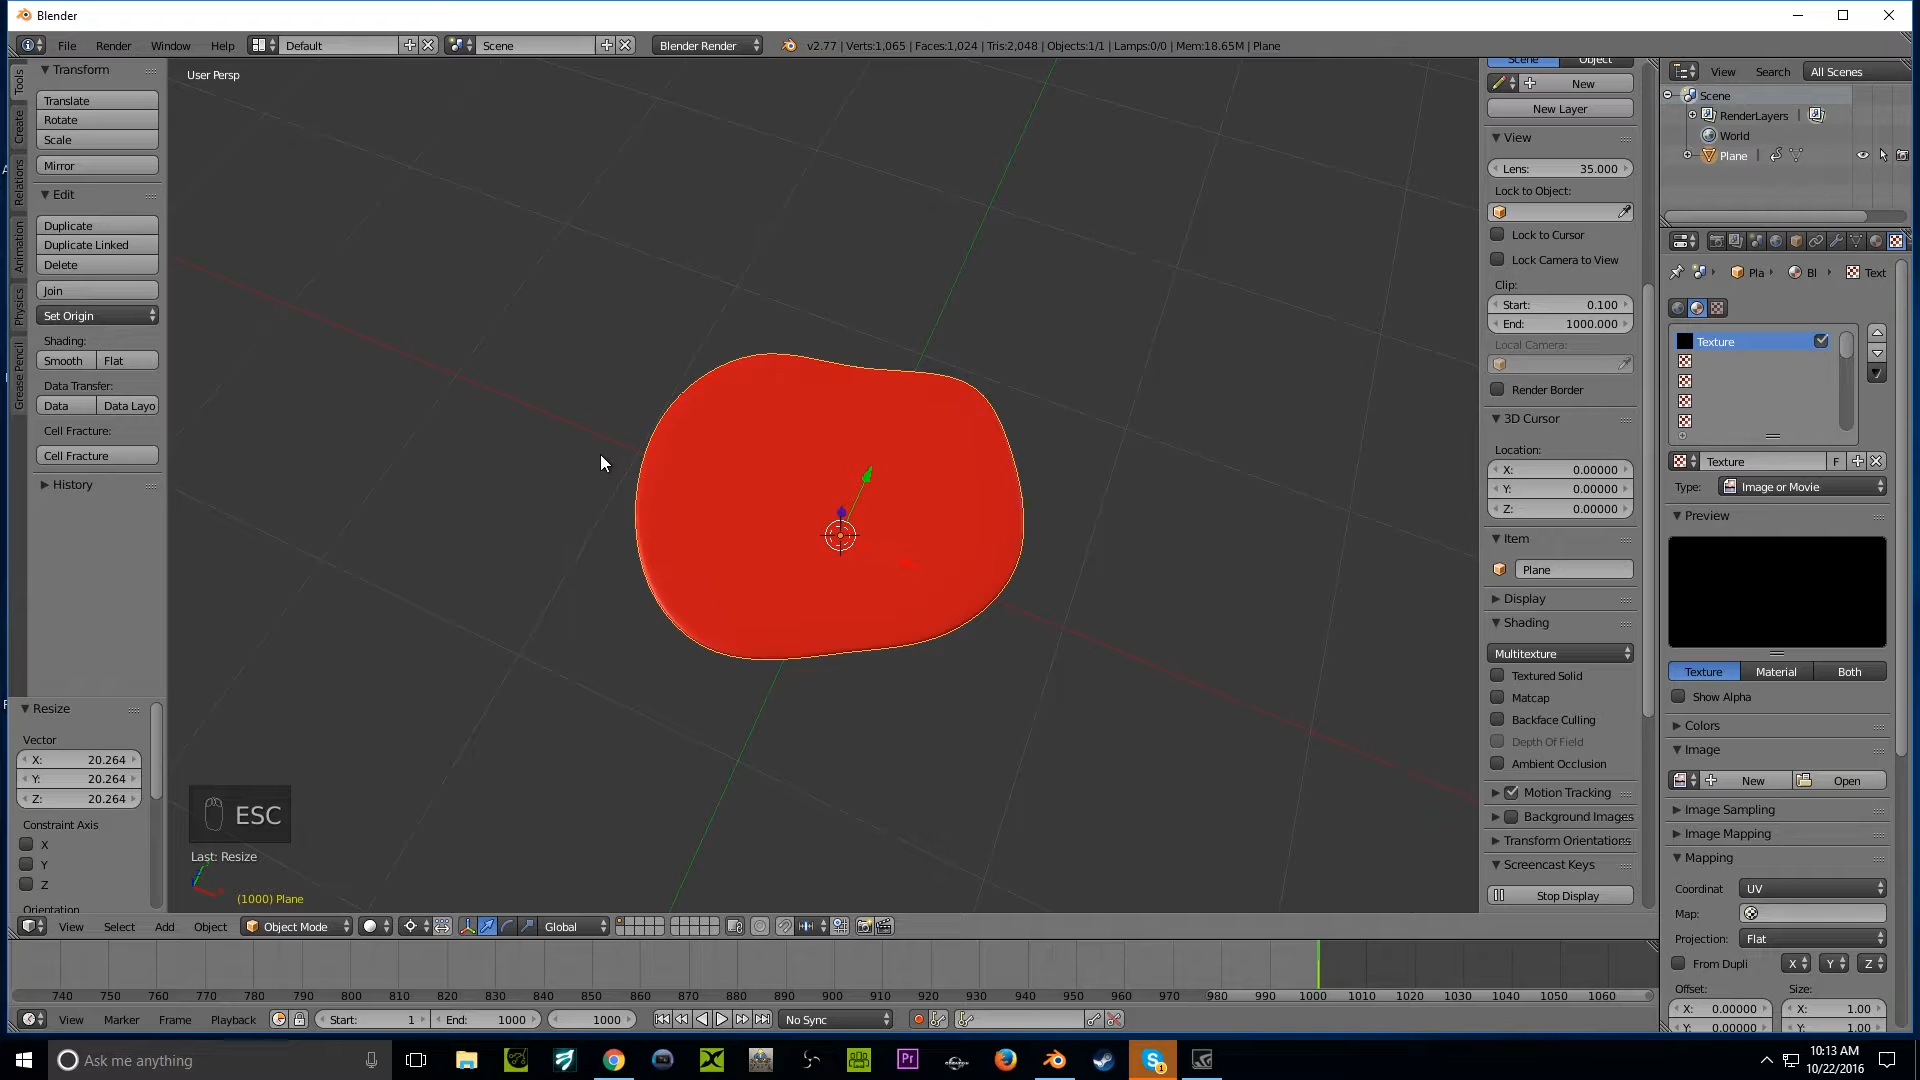 Blender
File Render Window Help Default Scene Blender Render v2.77 | Verts:1,065 | Faces:1,024 | Tris:2,048 | Objects:1/1 | Lamps:0/0 | Mem:18.65M | Plane
User Persp
Tools
Create
Relations
Animation
Physics
Grease Pencil
Transform
Translate
Rotate
Scale
Mirror
Edit
Duplicate
Duplicate Linked
Delete
Join
Set Origin
Shading:
Smooth Flat
Data Transfer:
Data Data Layo
Cell Fracture:
Cell Fracture
History
Resize
Vector
X: 20.264
Y: 20.264
Z: 20.264
Constraint Axis
X
Y
Z
Orientation
ESC
Last: Resize
(1000) Plane
Scene Object
New
New Layer
View
Lens: 35.000
Lock to Object:
Lock to Cursor
Lock Camera to View
Clip:
Start: 0.100
End: 1000.000
Local Camera:
Render Border
3D Cursor
Location:
X: 0.00000
Y: 0.00000
Z: 0.00000
Item
Plane
Display
Shading
Multitexture
Textured Solid
Matcap
Backface Culling
Depth Of Field
Ambient Occlusion
Motion Tracking
Background Images
Transform Orientations
Screencast Keys
Stop Display
View Search All Scenes
Scene
RenderLayers |
World
Plane |
Pla Bl Text
Texture
Texture F
Type: Image or Movie
Preview
Texture Material Both
Show Alpha
Colors
Image
New Open
Image Sampling
Image Mapping
Mapping
Coordinat UV
Map:
Projection: Flat
From Dupli X Y Z
Offset: Size:
X: 0.00000 X: 1.00
Y: 0.00000 Y: 1.00
View Select Add Object Object Mode Global
740 750 760 770 780 790 800 810 820 830 840 850 860 870 880 890 900 910 920 930 940 950 960 970 980 990 1000 1010 1020 1030 1040 1050 1060
View Marker Frame Playback Start: 1 End: 1000 1000 No Sync
Ask me anything
Pr
10:13 AM
10/22/2016